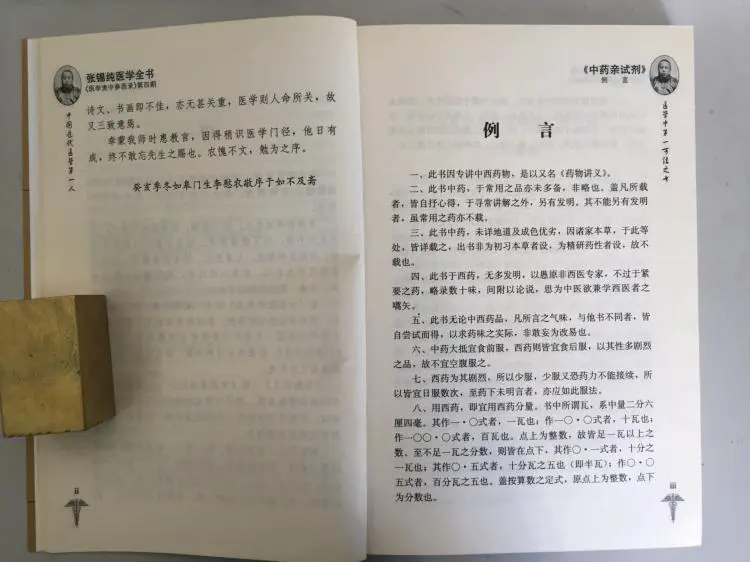 张锡纯医学全书
《医学衷中参西录》第四期
中国近代医学第一人
诗文、书画即不佳，亦无甚关重，医学则人命所关，故
又三致意焉。
幸蒙我师时惠教言，因得稍识医学门径，他日有
成，终不敢忘先生之赐也。农愧不文，勉为之序。
癸亥季冬如皋门生李慰农敬序于如不及斋
ii
《中药亲试剂》
例 言
医学中第一可法之书
例 言
一、此书因专讲中西药物，是以又名《药物讲义》。
二、此书中药，于常用之品亦未多备，非略也。盖凡所载
者，皆自抒心得，于寻常讲解之外，另有发明。其不能另有发明
者，虽常用之药亦不载。
三、此书中药，未详地道及成色优劣，因诸家本草，于此等
处，皆详载之，出书非为初习本草者设，为精研药性者设，故不
载也。
四、此书于西药，无多发明，以愚原非西医专家，不过于紧
要之药，略录数十味，间附以论说，思为中医欲兼学西医者之
嚆矢。
五、此书无论中西药品，凡所言之气味，与他书不同者，皆
自尝试而得，以求药味之实际，非敢妄为改易也。
六、中药大抵宜食前服，西药则皆宜食后服，以其性多剧烈
之品，故不宜空腹服之。
七、西药为其剧烈，所以少服，少服又恐药力不能接续，所
以皆宜日服数次，至药下未明言者，亦应如此服法。
八、用西药，即宜用西药分量。书中所谓瓦，系中量二分六
厘四毫。其作一·〇式者，一瓦也；作一〇·〇式者，十瓦也；
作一〇〇·〇式者，百瓦也。点上为整数，故皆足一瓦以上之
数、至不足一瓦之分数，则皆在点下，其作〇·一式者，十分之
一瓦也；其作〇·五式者，十分瓦之五也（即半瓦）；作〇·〇
五式者，百分瓦之五也。盖按算数之定式，原点上为整数，点下
为分数也。
iii